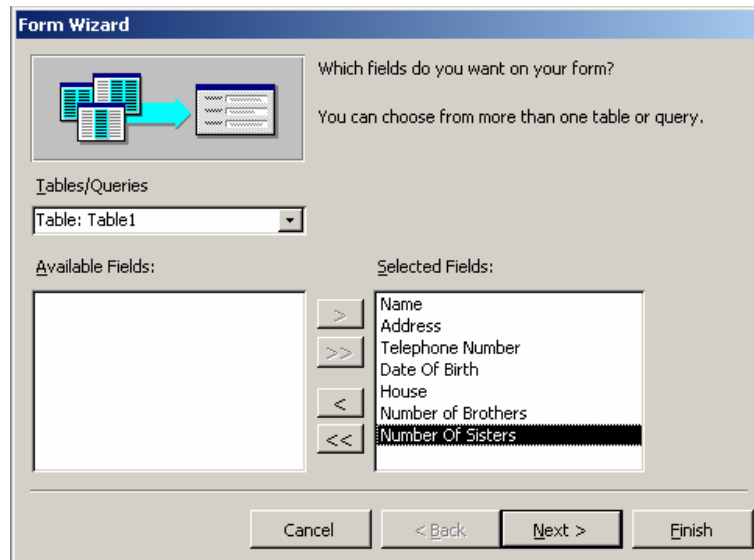 Form Wizard
Which fields do you want on your form?
You can choose from more than one table or query.
Tables/Queries
Table: Table1
Available Fields:
Selected Fields:
>
>>
<
<<
Name
Address
Telephone Number
Date Of Birth
House
Number of Brothers
Number Of Sisters
Cancel
< Back
Next >
Finish